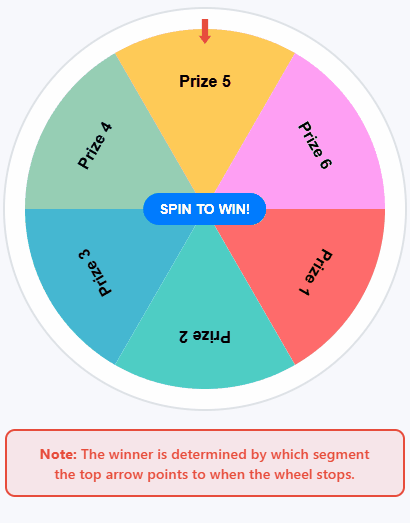 Prize 5
Prize 4
Prize 6
SPIN TO WIN!
Prize 3
Prize 1
Prize 2
Note: The winner is determined by which segment
the top arrow points to when the wheel stops.